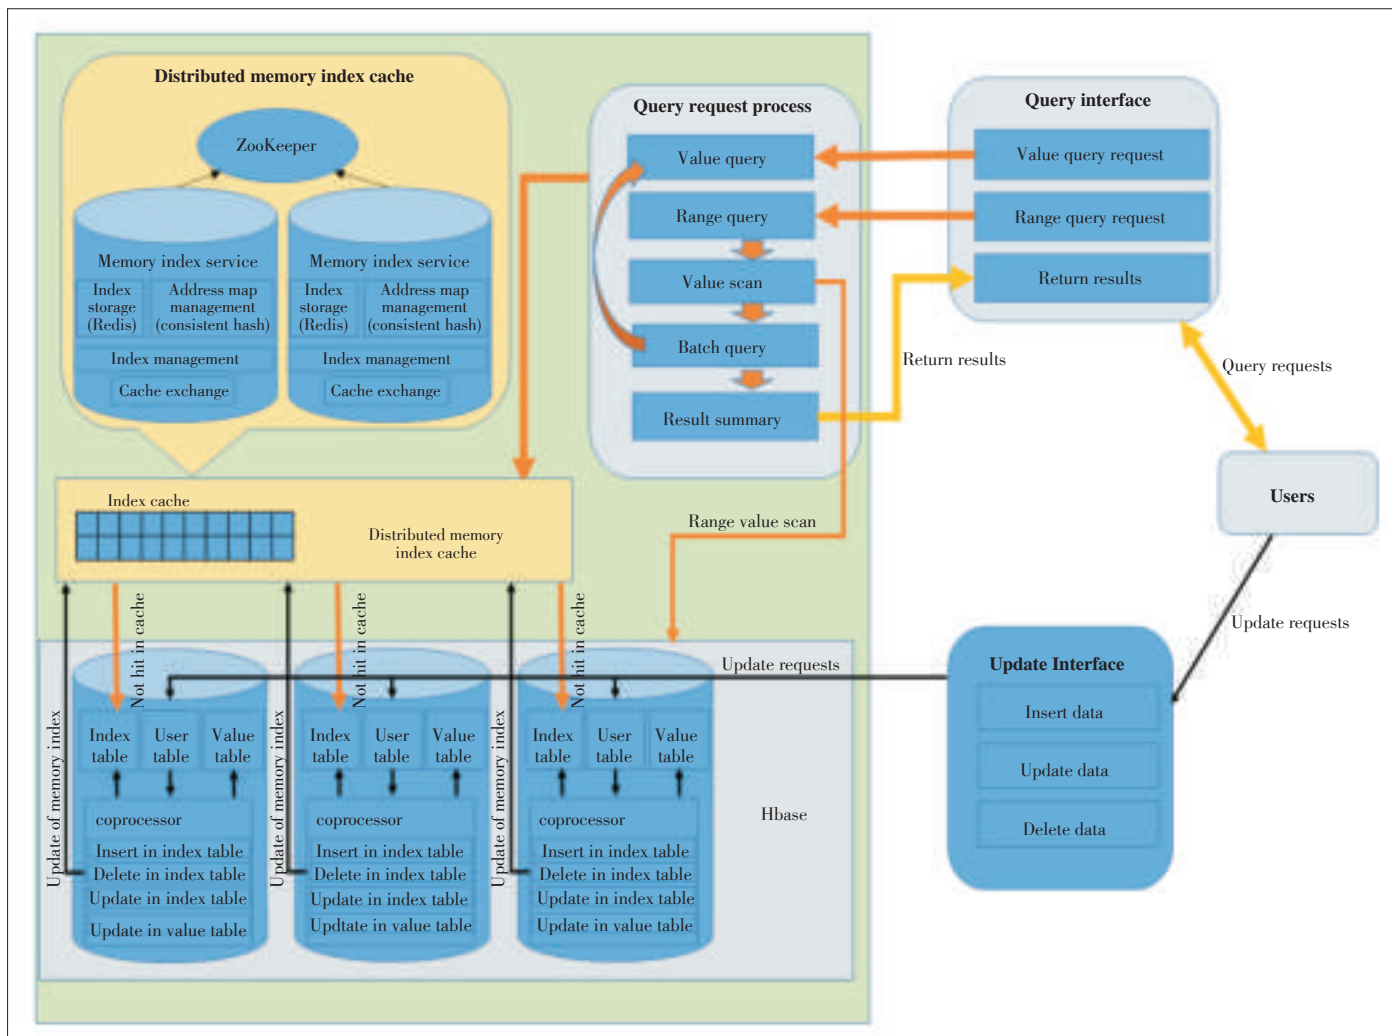 Distributed memory index cache
ZooKeeper
Memory index service
Index
storage
(Redis)
Address map
management
(consistent hash)
Index management
Cache exchange
Memory index service
Index
storage
(Redis)
Address map
management
(consistent hash)
Index management
Cache exchange
Query request process
Value query
Range query
Value scan
Batch query
Result summary
Query interface
Value query request
Range query request
Return results
Return results
Query requests
Users
Index cache
Distributed memory
index cache
Range value scan
Update requests
Not hit in cache
Not hit in cache
Not hit in cache
Update requests
Update Interface
Insert data
Update data
Delete data
Hbase
Update of memory index
Index
table
User
table
Value
table
coprocessor
Insert in index table
Delete in index table
Update in index table
Update in value table
Update of memory index
Index
table
User
table
Value
table
coprocessor
Insert in index table
Delete in index table
Update in index table
Updtate in value table
Update of memory index
Index
table
User
table
Value
table
coprocessor
Insert in index table
Delete in index table
Update in index table
Update in value table